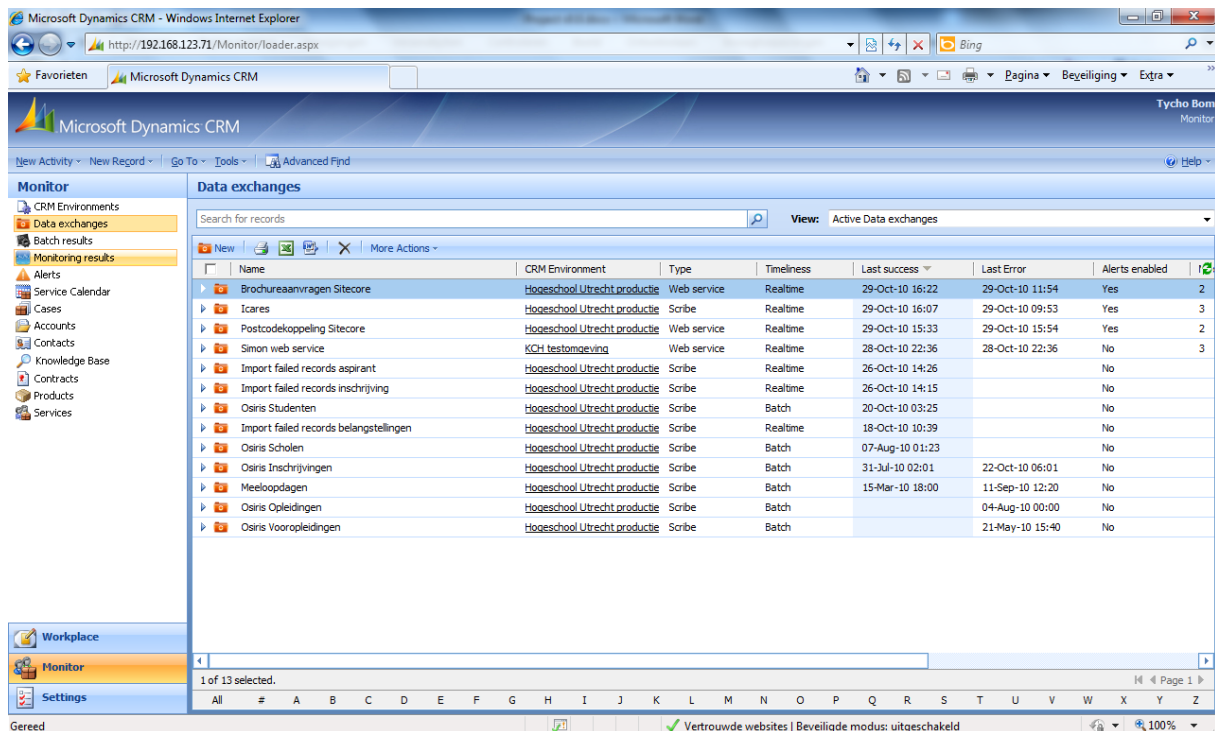 Microsoft Dynamics CRM - Windows Internet Explorer
http://192.168.123.71/Monitor/loader.aspx
Bing
Favorieten
Microsoft Dynamics CRM
Pagina
Beveiliging
Extra
Microsoft Dynamics CRM
Tycho Bom
Monitor
New Activity New Record Go To Tools Advanced Find Help
Monitor
CRM Environments
Data exchanges
Batch results
Monitoring results
Alerts
Service Calendar
Cases
Accounts
Contacts
Knowledge Base
Contracts
Products
Services
Workplace
Monitor
Settings
Data exchanges
Search for records
View: Active Data exchanges
New More Actions
Name CRM Environment Type Timeliness Last success Last Error Alerts enabled
Brochureaanvragen Sitecore Hogeschool Utrecht productie Web service Realtime 29-Oct-10 16:22 29-Oct-10 11:54 Yes 2
Icares Hogeschool Utrecht productie Scribe Realtime 29-Oct-10 16:07 29-Oct-10 09:53 Yes 3
Postcodekoppeling Sitecore Hogeschool Utrecht productie Web service Realtime 29-Oct-10 15:33 29-Oct-10 15:54 Yes 2
Simon web service KCH testomgeving Web service Realtime 28-Oct-10 22:36 28-Oct-10 22:36 No 3
Import failed records aspirant Hogeschool Utrecht productie Scribe Realtime 26-Oct-10 14:26 No
Import failed records inschrijving Hogeschool Utrecht productie Scribe Realtime 26-Oct-10 14:15 No
Osiris Studenten Hogeschool Utrecht productie Scribe Batch 20-Oct-10 03:25 No
Import failed records belangstellingen Hogeschool Utrecht productie Scribe Realtime 18-Oct-10 10:39 No
Osiris Scholen Hogeschool Utrecht productie Scribe Batch 07-Aug-10 01:23 No
Osiris Inschrijvingen Hogeschool Utrecht productie Scribe Batch 31-Jul-10 02:01 22-Oct-10 06:01 No
Meeloopdagen Hogeschool Utrecht productie Scribe Batch 15-Mar-10 18:00 11-Sep-10 12:20 No
Osiris Opleidingen Hogeschool Utrecht productie Scribe Batch 04-Aug-10 00:00 No
Osiris Vooropleidingen Hogeschool Utrecht productie Scribe Batch 21-May-10 15:40 No
1 of 13 selected.
Page 1
All # A B C D E F G H I J K L M N O P Q R S T U V W X Y Z
Gereed
Vertrouwde websites | Beveiligde modus: uitgeschakeld
100%